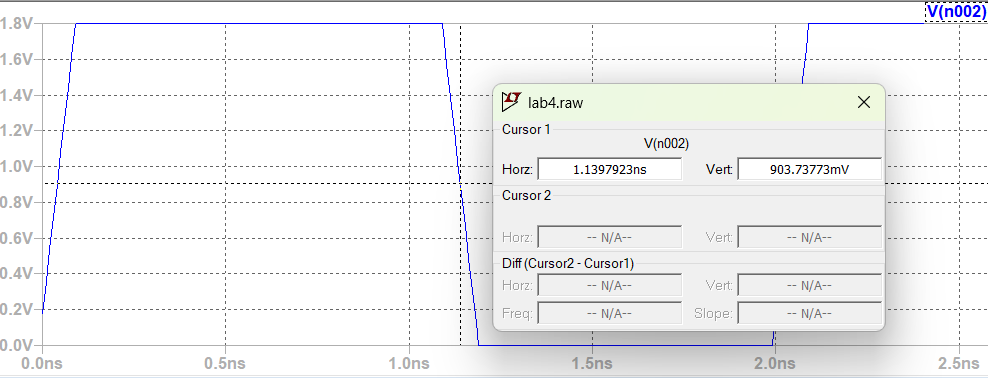 V(n002)
1.8V
1.6V
1.4V
1.2V
1.0V
0.8V
0.6V
0.4V
0.2V
0.0V
0.0ns 0.5ns 1.0ns 1.5ns 2.0ns 2.5ns
lab4.raw
Cursor 1
V(n002)
Horz: 1.1397923ns Vert: 903.73773mV
Cursor 2
Horz: -- N/A-- Vert: -- N/A--
Diff (Cursor2 - Cursor1)
Horz: -- N/A-- Vert: -- N/A--
Freq: -- N/A-- Slope: -- N/A--